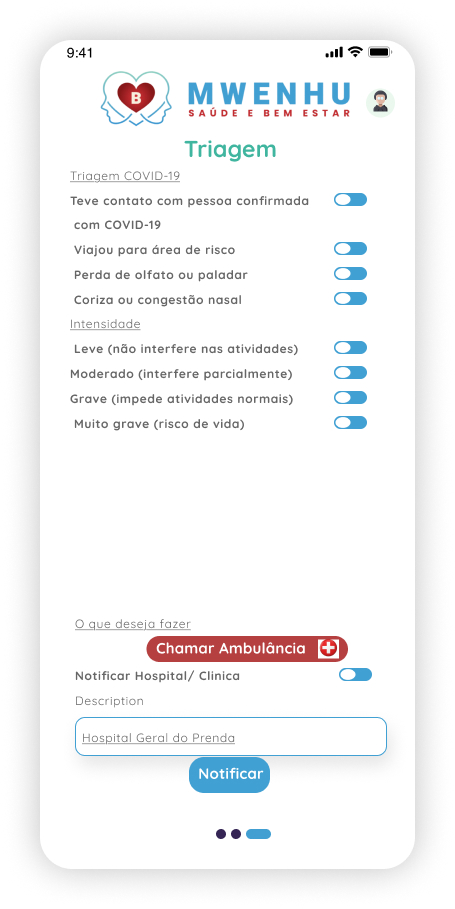 9:41
B
MWENHU
SAÚDE E BEM ESTAR
Triagem
Triagem COVID-19
Teve contato com pessoa confirmada
com COVID-19
Viajou para área de risco
Perda de olfato ou paladar
Coriza ou congestão nasal
Intensidade
Leve (não interfere nas atividades)
Moderado (interfere parcialmente)
Grave (impede atividades normais)
Muito grave (risco de vida)
O que deseja fazer
Chamar Ambulância
Notificar Hospital/ Clinica
Description
Hospital Geral do Prenda
Notificar